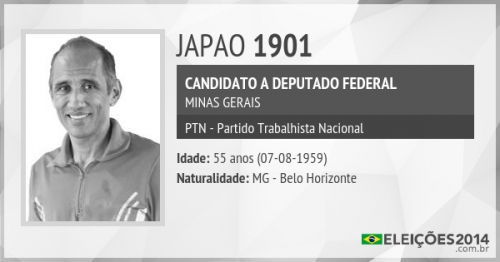 JAPAO 1901
CANDIDATO A DEPUTADO FEDERAL
MINAS GERAIS
PTN - Partido Trabalhista Nacional
Idade: 55 anos (07-08-1959)
Naturalidade: MG - Belo Horizonte
ELEIÇÕES2014
.com.br